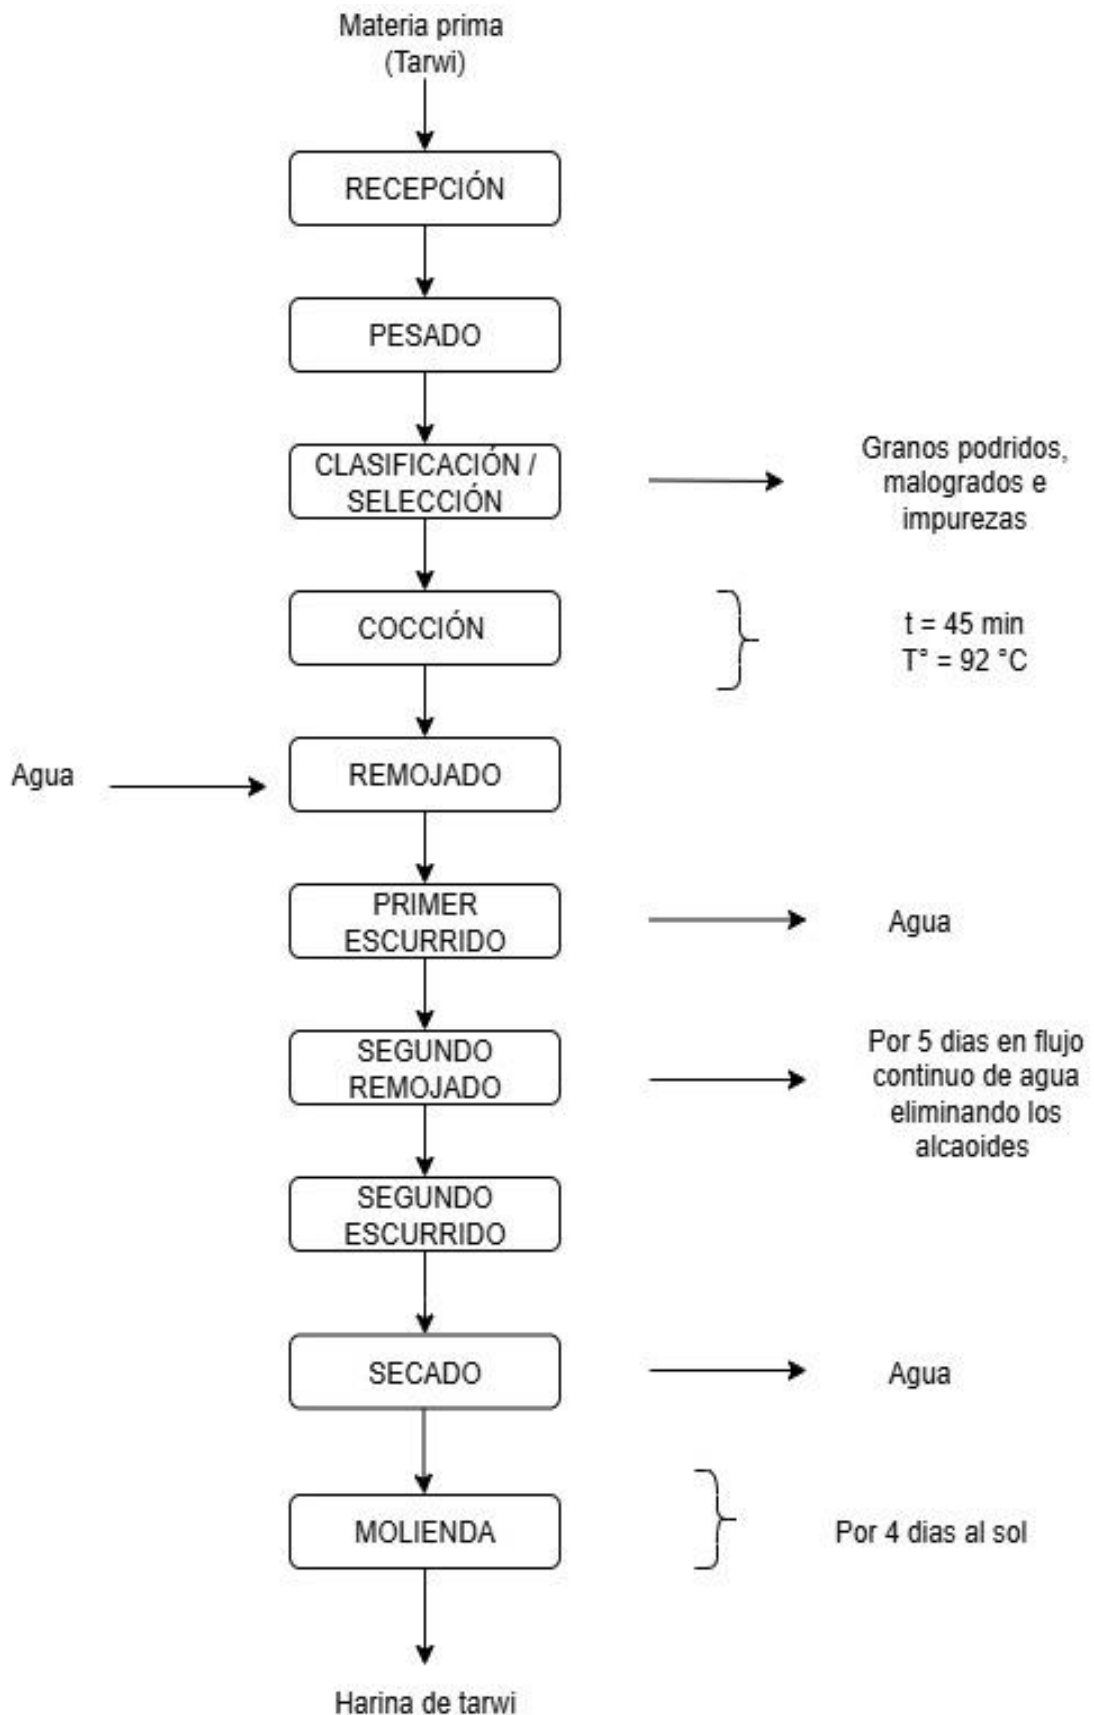 Materia prima
(Tarwi)
RECEPCIÓN
PESADO
CLASIFICACIÓN /
SELECCIÓN
Granos podridos,
malogrados e
impurezas
COCCIÓN
t = 45 min
T° = 92 °C
Agua
REMOJADO
PRIMER
ESCURRIDO
Agua
SEGUNDO
REMOJADO
Por 5 dias en flujo
continuo de agua
eliminando los
alcaoides
SEGUNDO
ESCURRIDO
SECADO
Agua
MOLIENDA
Por 4 dias al sol
Harina de tarwi